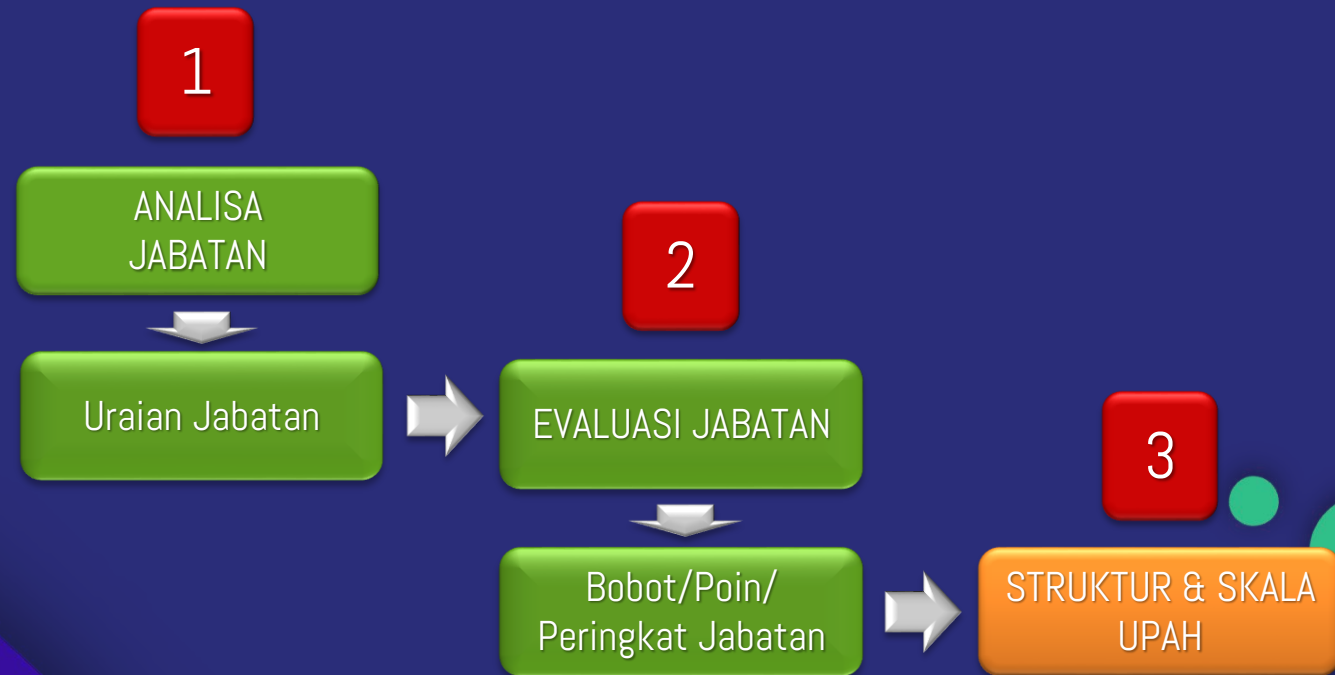 1
ANALISA
JABATAN
Uraian Jabatan
2
EVALUASI JABATAN
Bobot/Poin/
Peringkat Jabatan
3
STRUKTUR & SKALA
UPAH